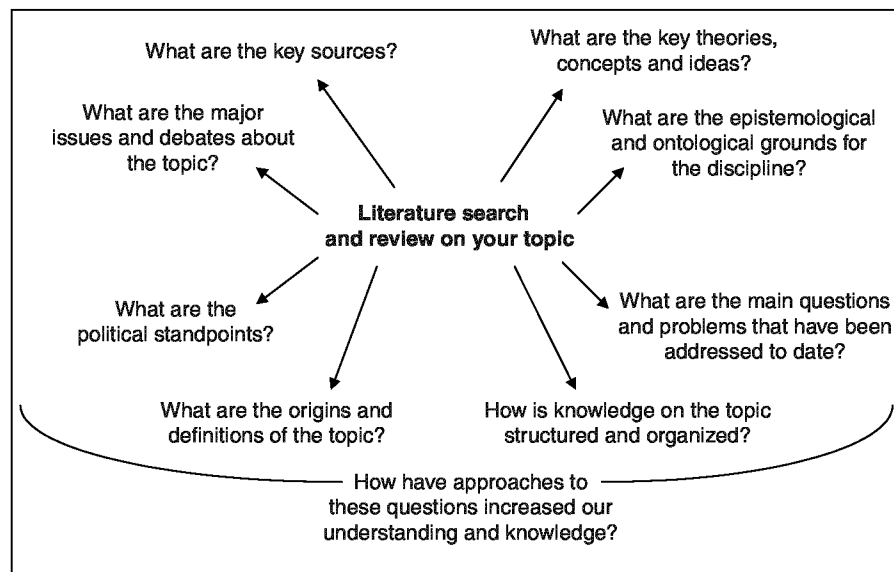 What are the key sources?
What are the key theories,
concepts and ideas?
What are the major
issues and debates about
the topic?
What are the epistemological
and ontological grounds for
the discipline?
Literature search
and review on your topic
What are the
political standpoints?
What are the main questions
and problems that have been
addressed to date?
What are the origins and
definitions of the topic?
How is knowledge on the topic
structured and organized?
How have approaches to
these questions increased our
understanding and knowledge?